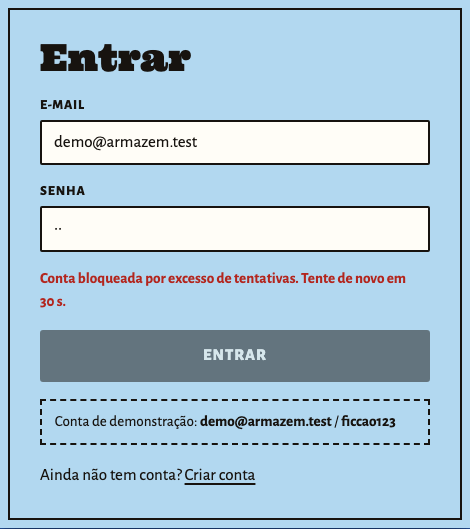 Entrar
E-MAIL
demo@armazem.test
SENHA
··
Conta bloqueada por excesso de tentativas. Tente de novo em
30 s.
ENTRAR
Conta de demonstração: demo@armazem.test / ficcao123
Ainda não tem conta? Criar conta